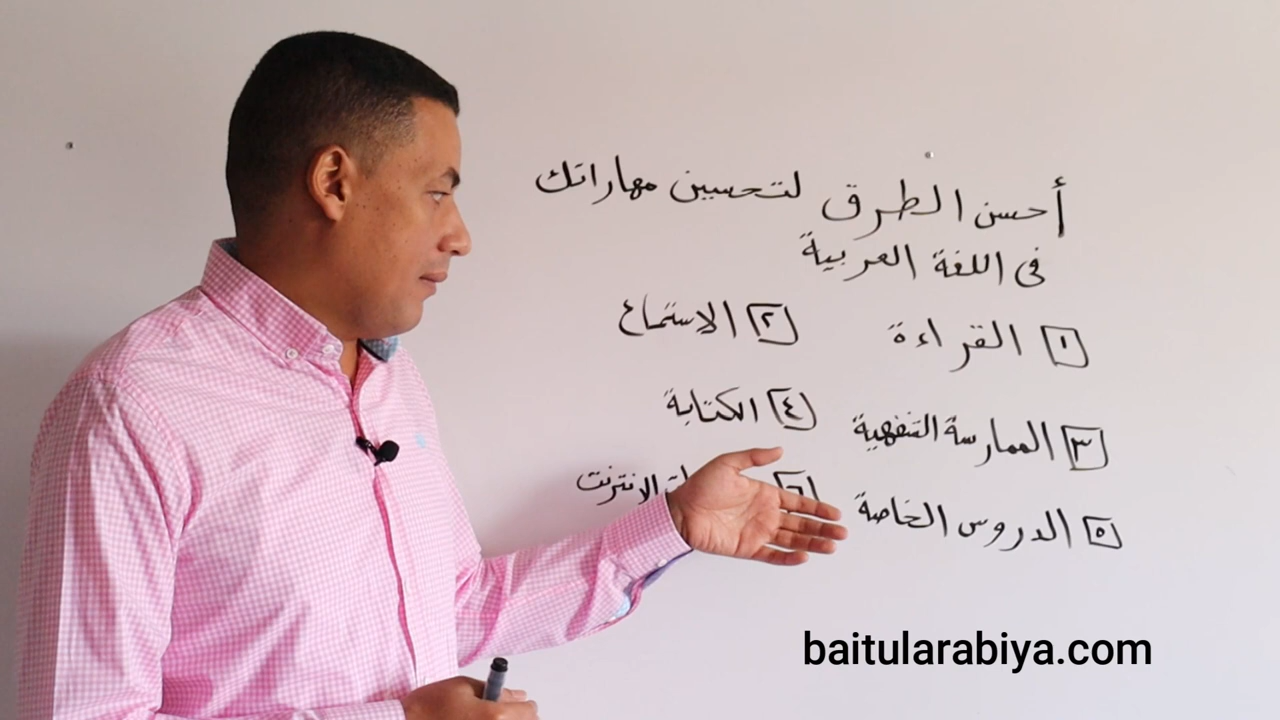 أحسن الطرق لتحسين مهاراتك
في اللغة العربية
١ القراءة ٢ الاستماع
٣ الممارسة الشفهية ٤ الكتابة
٥ الدروس الخاصة ٦ الانترنت
baitularabiya.com